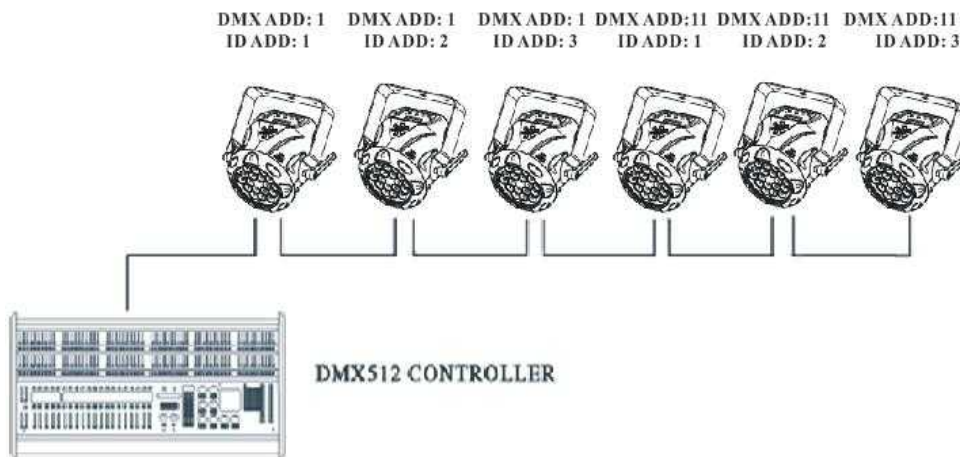 DMX ADD: 1
ID ADD: 1
DMX ADD: 1
ID ADD: 2
DMX ADD: 1
ID ADD: 3
DMX ADD:11
ID ADD: 1
DMX ADD:11
ID ADD: 2
DMX ADD:11
ID ADD: 3
DMX512 CONTROLLER